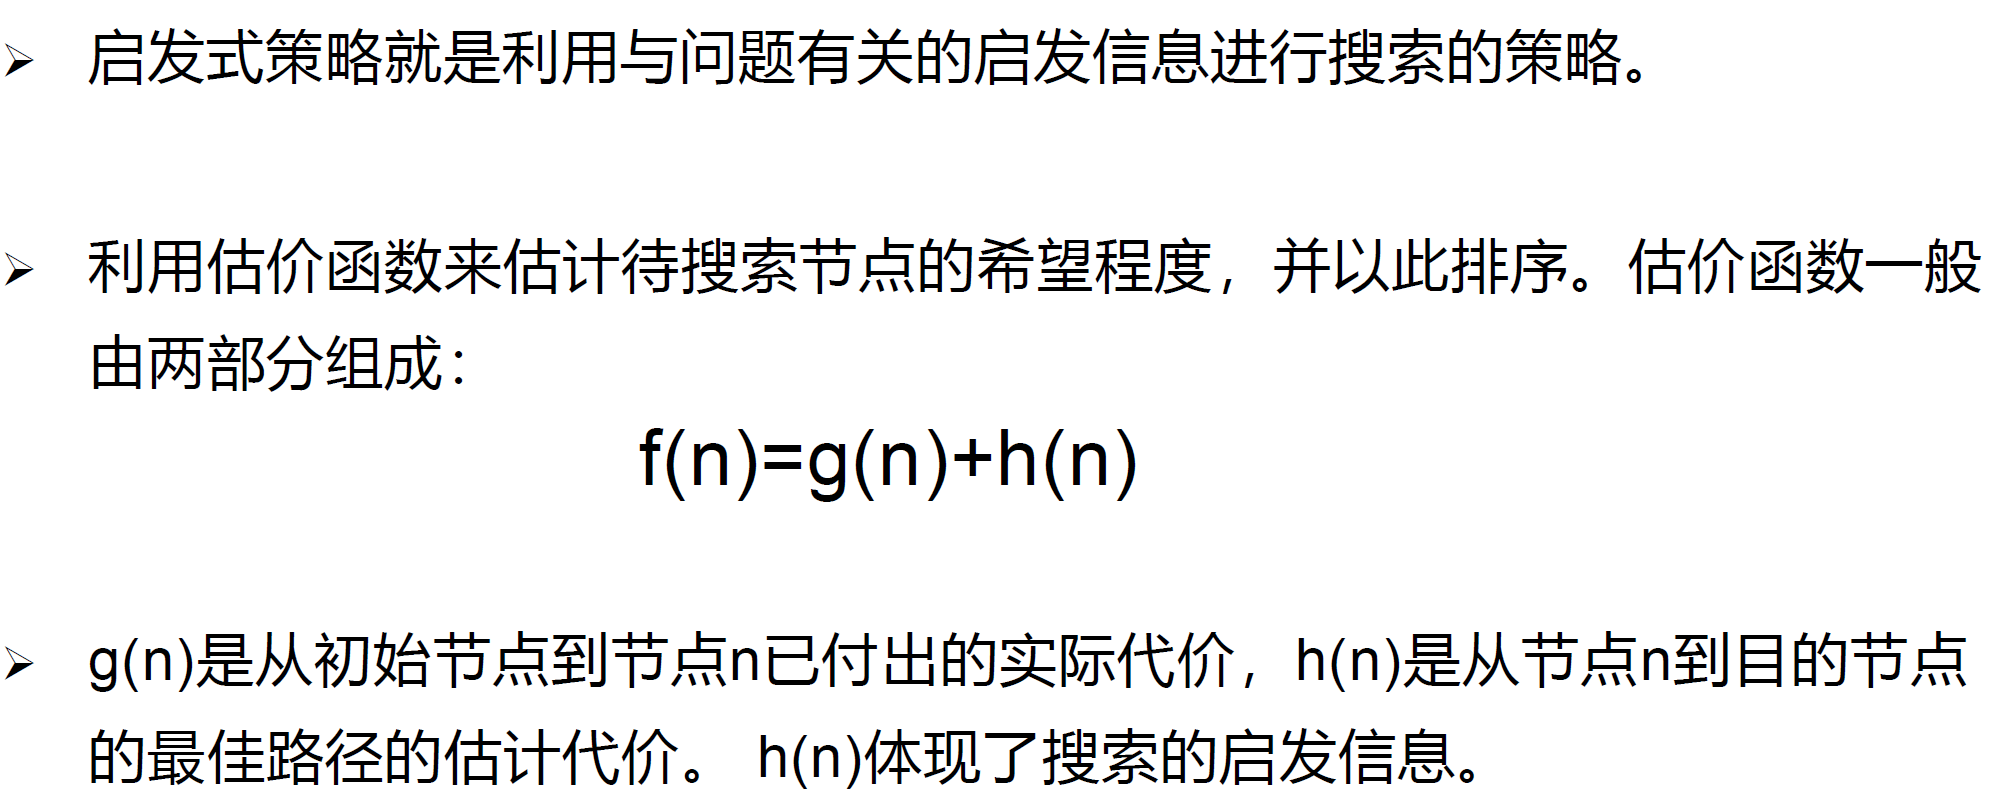 ➢ 启发式策略就是利用与问题有关的启发信息进行搜索的策略。
➢ 利用估价函数来估计待搜索节点的希望程度，并以此排序。估价函数一般
由两部分组成：
f(n)=g(n)+h(n)
➢ g(n)是从初始节点到节点n已付出的实际代价，h(n)是从节点n到目的节点
的最佳路径的估计代价。 h(n)体现了搜索的启发信息。